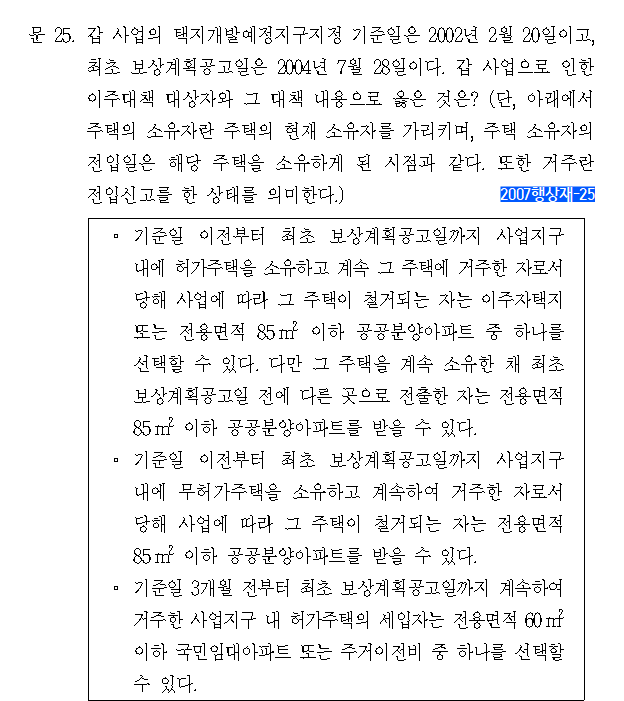 문 25. 갑 사업의 택지개발예정지구지정 기준일은 2002년 2월 20일이고,
최초 보상계획공고일은 2004년 7월 28일이다. 갑 사업으로 인한
이주대책 대상자와 그 대책 내용으로 옳은 것은? (단, 아래에서
주택의 소유자란 주택의 현재 소유자를 가리키며, 주택 소유자의
전입일은 해당 주택을 소유하게 된 시점과 같다. 또한 거주란
전입신고를 한 상태를 의미한다.) 2007행상재-25
◦ 기준일 이전부터 최초 보상계획공고일까지 사업지구
내에 허가주택을 소유하고 계속 그 주택에 거주한 자로서
당해 사업에 따라 그 주택이 철거되는 자는 이주자택지
또는 전용면적 85㎡ 이하 공공분양아파트 중 하나를
선택할 수 있다. 다만 그 주택을 계속 소유한 채 최초
보상계획공고일 전에 다른 곳으로 전출한 자는 전용면적
85㎡ 이하 공공분양아파트를 받을 수 있다.
◦ 기준일 이전부터 최초 보상계획공고일까지 사업지구
내에 무허가주택을 소유하고 계속하여 거주한 자로서
당해 사업에 따라 그 주택이 철거되는 자는 전용면적
85㎡ 이하 공공분양아파트를 받을 수 있다.
◦ 기준일 3개월 전부터 최초 보상계획공고일까지 계속하여
거주한 사업지구 내 허가주택의 세입자는 전용면적 60㎡
이하 국민임대아파트 또는 주거이전비 중 하나를 선택할
수 있다.